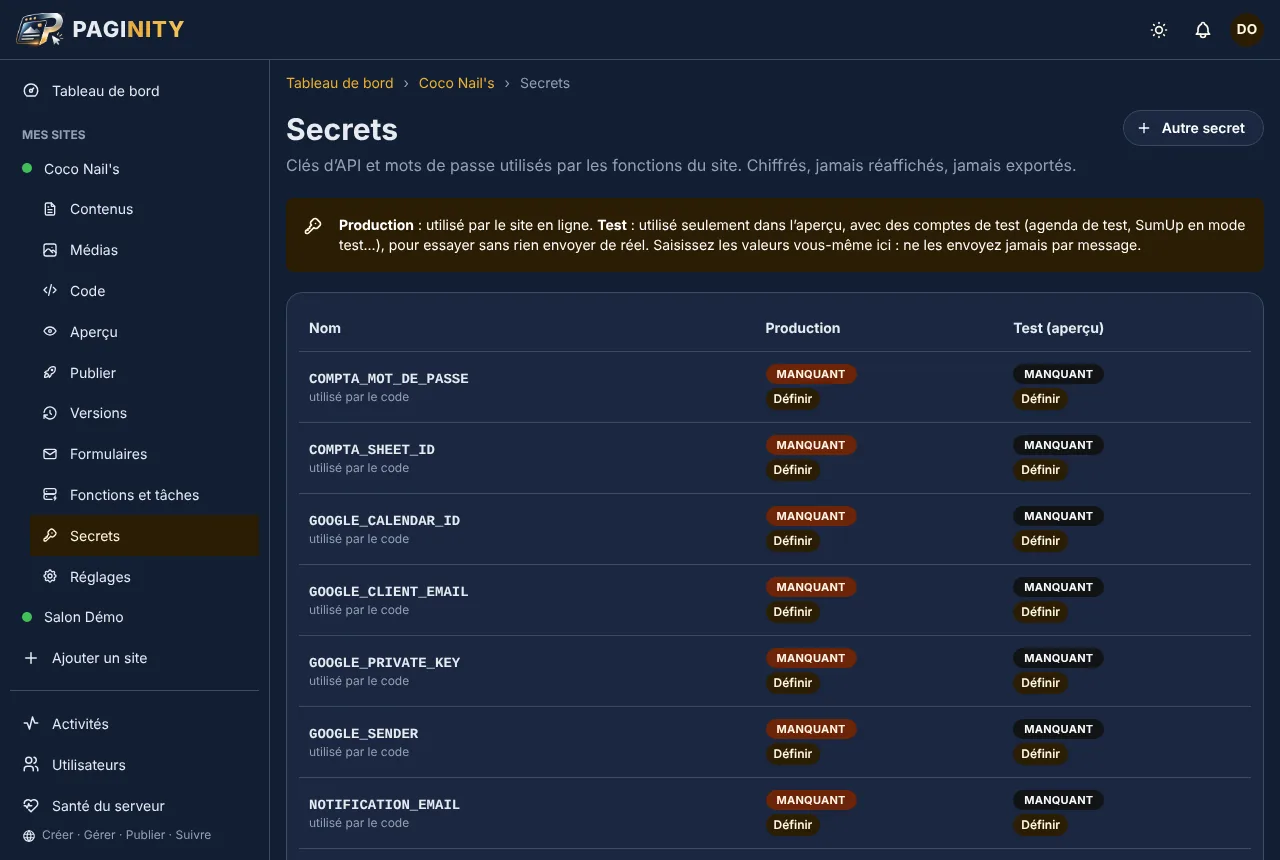 PAGINITY
DO
Tableau de bord
MES SITES
Coco Nail's
Contenus
Médias
Code
Aperçu
Publier
Versions
Formulaires
Fonctions et tâches
Secrets
Réglages
Salon Démo
Ajouter un site
Activités
Utilisateurs
Santé du serveur
Créer · Gérer · Publier · Suivre
Tableau de bord › Coco Nail's › Secrets
Secrets
Autre secret
Clés d’API et mots de passe utilisés par les fonctions du site. Chiffrés, jamais réaffichés, jamais exportés.
Production : utilisé par le site en ligne. Test : utilisé seulement dans l’aperçu, avec des comptes de test (agenda de test, SumUp en mode
test…), pour essayer sans rien envoyer de réel. Saisissez les valeurs vous-même ici : ne les envoyez jamais par message.
Nom Production Test (aperçu)
COMPTA_MOT_DE_PASSE MANQUANT MANQUANT
utilisé par le code Définir Définir
COMPTA_SHEET_ID MANQUANT MANQUANT
utilisé par le code Définir Définir
GOOGLE_CALENDAR_ID MANQUANT MANQUANT
utilisé par le code Définir Définir
GOOGLE_CLIENT_EMAIL MANQUANT MANQUANT
utilisé par le code Définir Définir
GOOGLE_PRIVATE_KEY MANQUANT MANQUANT
utilisé par le code Définir Définir
GOOGLE_SENDER MANQUANT MANQUANT
utilisé par le code Définir Définir
NOTIFICATION_EMAIL MANQUANT MANQUANT
utilisé par le code Définir Définir